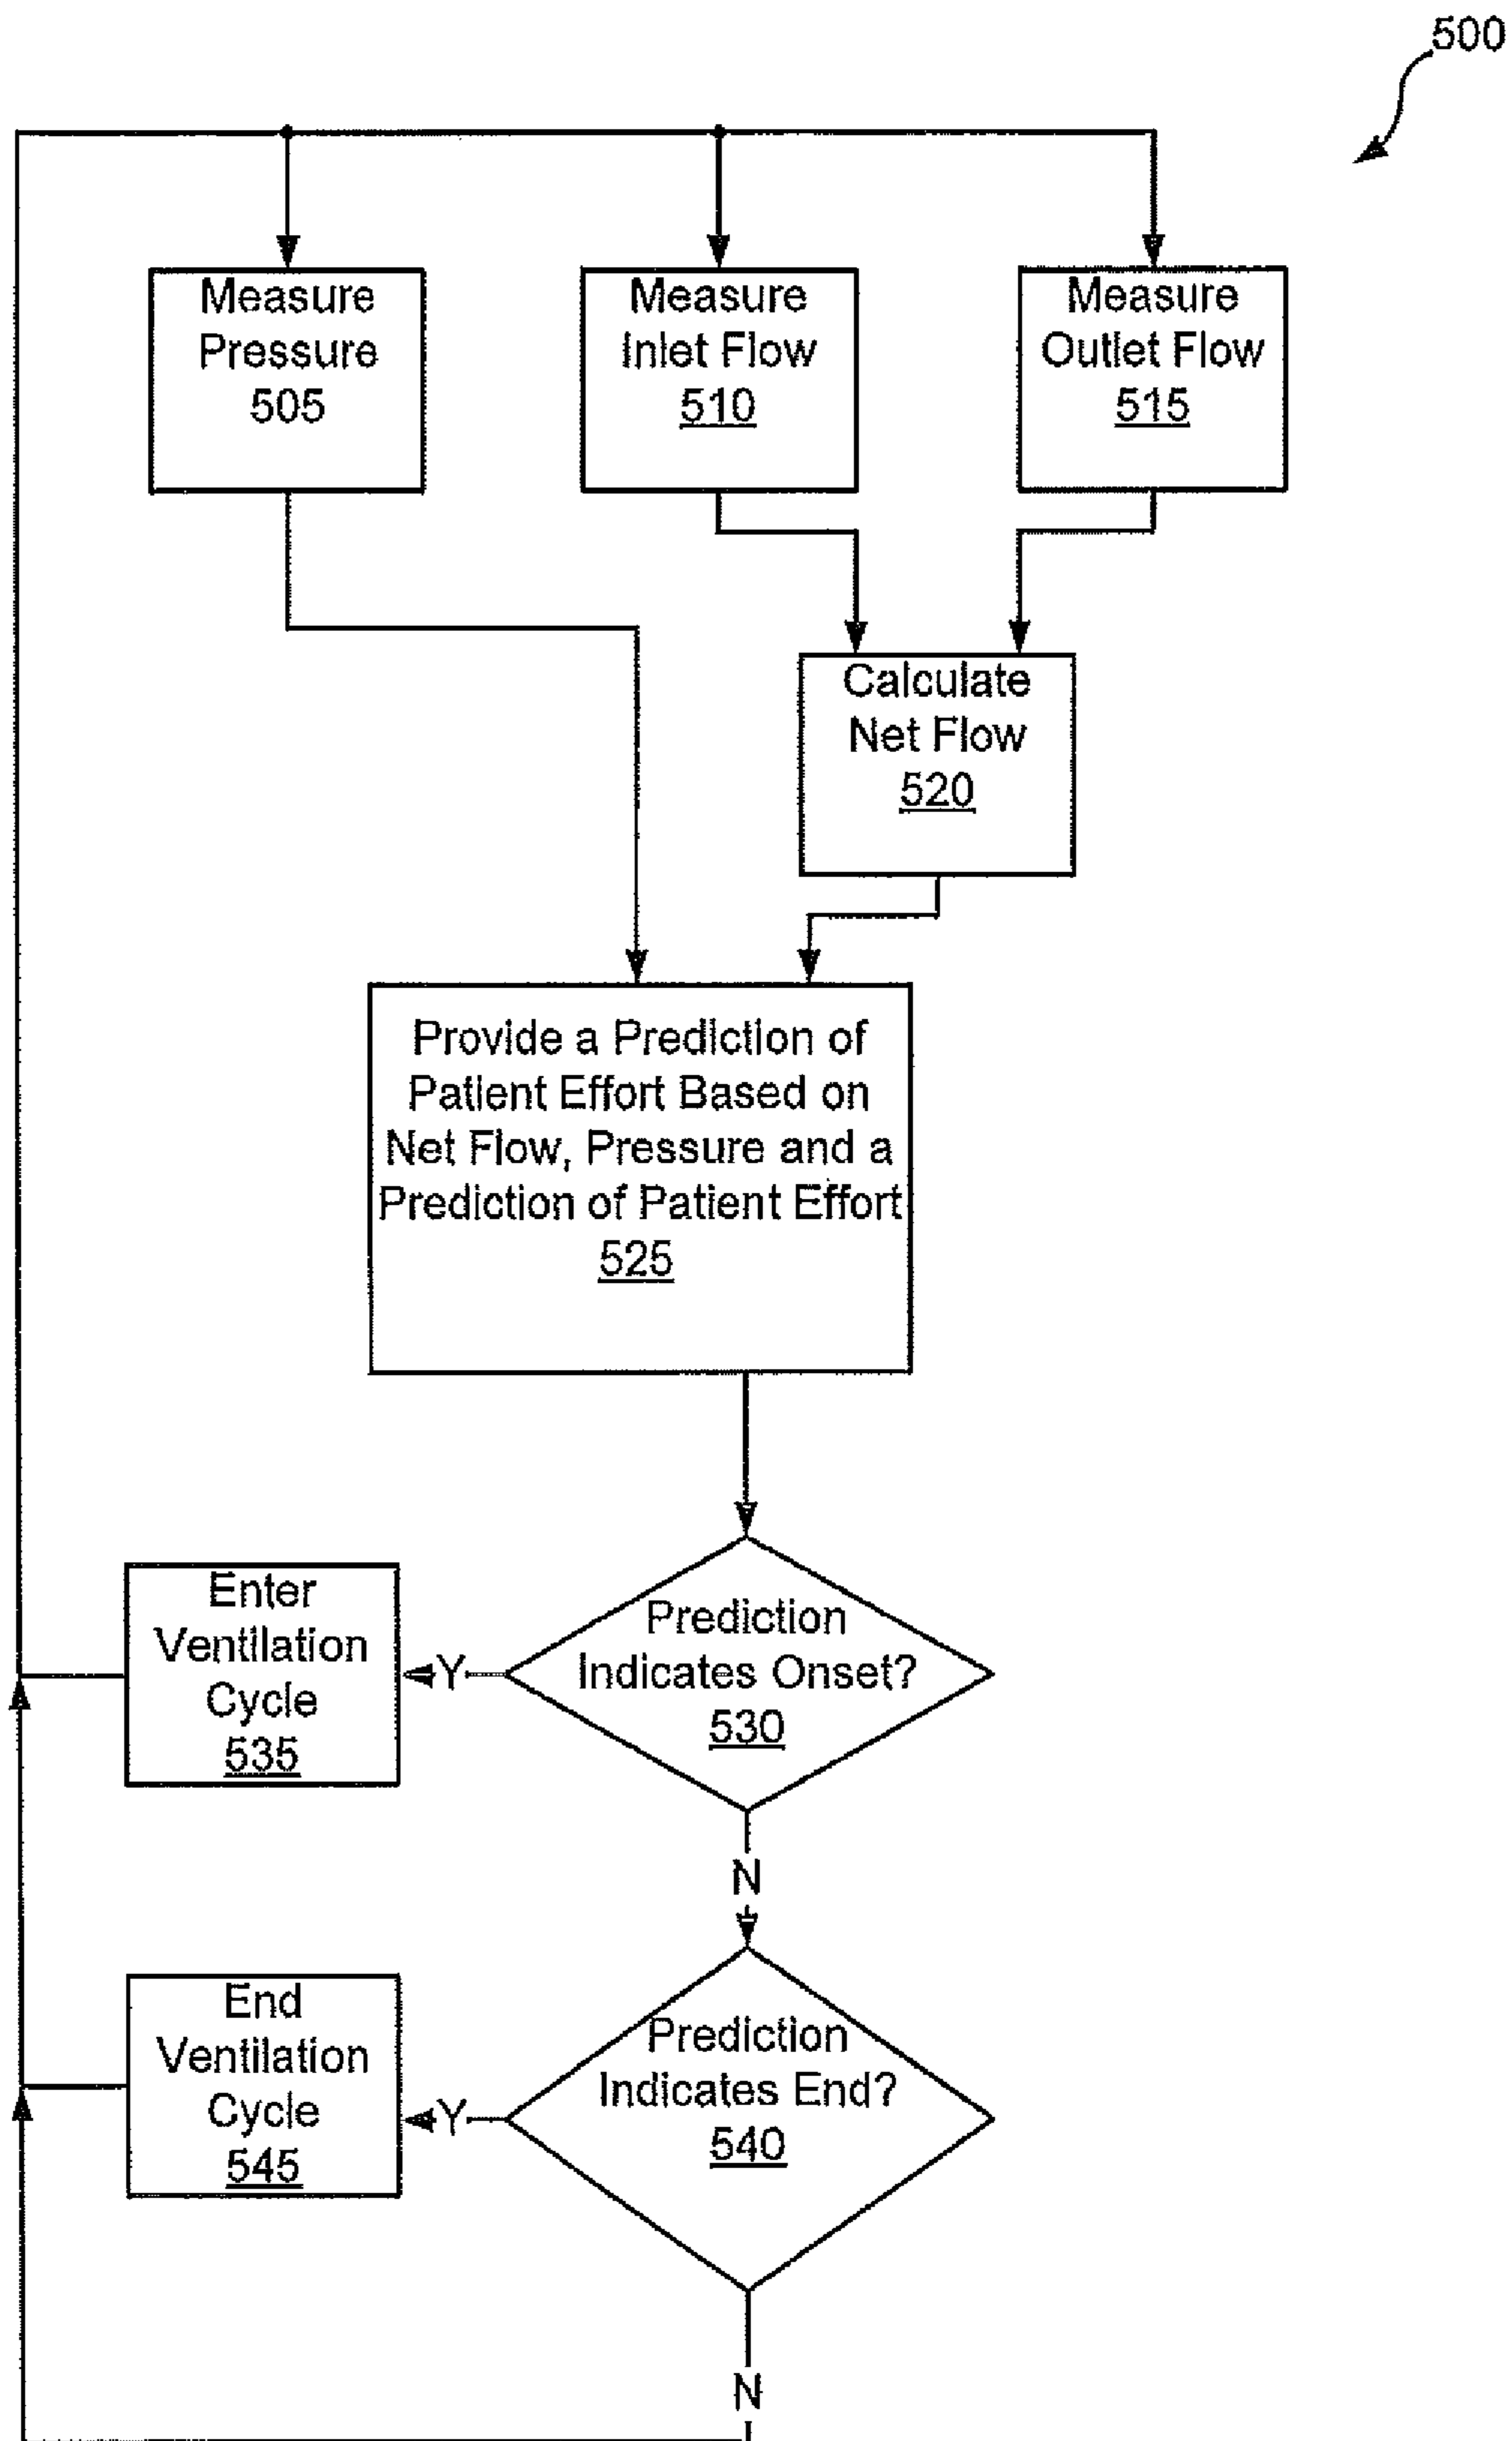 500
Measure
Pressure
505
Measure
Inlet Flow
510
Measure
Outlet Flow
515
Calculate
Net Flow
520
Provide a Prediction of
Patient Effort Based on
Net Flow, Pressure and a
Prediction of Patient Effort
525
Prediction
Indicates Onset?
530
Y
Enter
Ventilation
Cycle
535
N
Prediction
Indicates End?
540
Y
End
Ventilation
Cycle
545
N